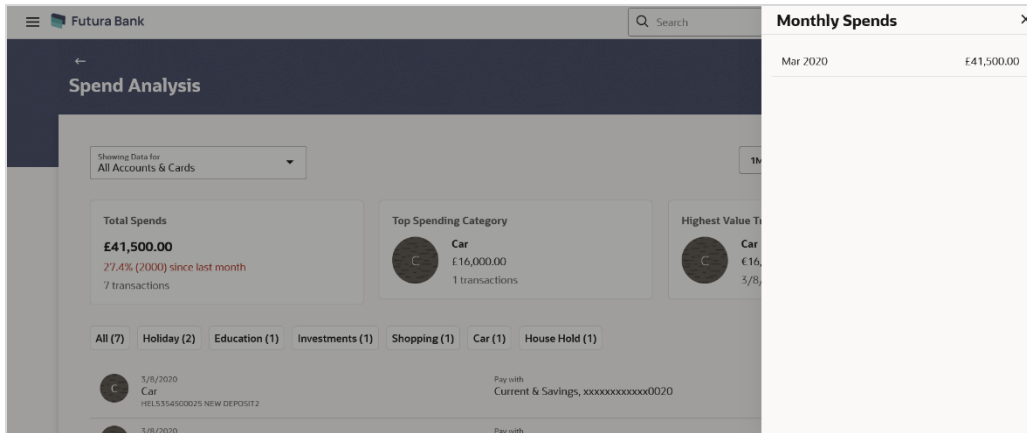 Futura Bank
Search
Spend Analysis
Showing Data for
All Accounts & Cards
1M
Total Spends
£41,500.00
27.4% (2000) since last month
7 transactions
Top Spending Category
C
Car
£16,000.00
1 transactions
Highest Value T
C
Car
€16,
3/8/
All (7) Holiday (2) Education (1) Investments (1) Shopping (1) Car (1) House Hold (1)
C
3/8/2020
Car
HEL5354500025 NEW DEPOSIT2
Pay with
Current & Savings, xxxxxxxxxxxx0020
3/8/2020
Pay with
Monthly Spends
Mar 2020 £41,500.00